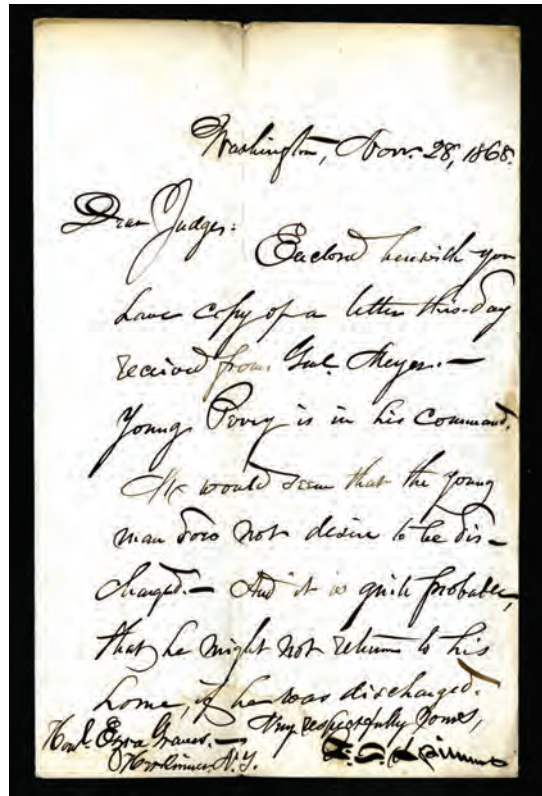 Washington, Novr. 28, 1868.
Dear Judge:
Enclosed herewith you
have copy of a letter this day
received from Genl. Meyer.—
Young Perry is in his command.
It would seem that the young
man does not desire to be dis-
charged.— And it is quite probable,
that he might not return to his
home, if he was discharged.
Very respectfully Yours,
Honl. Ezra Graves.—
Herkimer, N.Y.